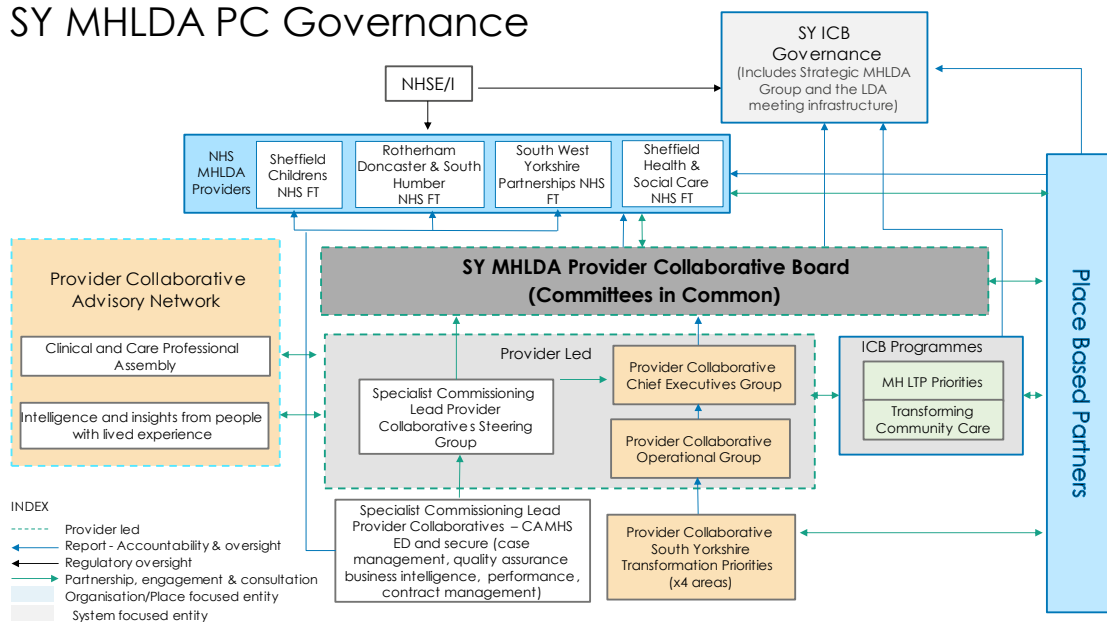 SY MHLDA PC Governance
SY ICB
Governance
(Includes Strategic MHLDA
Group and the LDA
meeting infrastructure)
NHSE/I
NHS
MHLDA
Providers
Sheffield
Childrens
NHS FT
Rotherham
Doncaster & South
Humber
NHS FT
South West
Yorkshire
Partnerships NHS
FT
Sheffield
Health &
Social Care
NHS FT
SY MHLDA Provider Collaborative Board
(Committees in Common)
Provider Collaborative
Advisory Network
Clinical and Care Professional
Assembly
Intelligence and insights from people
with lived experience
Provider Led
Specialist Commissioning
Lead Provider
Collaboratives Steering
Group
Provider Collaborative
Chief Executives Group
Provider Collaborative
Operational Group
ICB Programmes
MH LTP Priorities
Transforming
Community Care
Place Based Partners
Specialist Commissioning Lead
Provider Collaboratives – CAMHS
ED and secure (case
management, quality assurance
business intelligence, performance,
contract management)
Provider Collaborative
South Yorkshire
Transformation Priorities
(x4 areas)
INDEX
Provider led
Report - Accountability & oversight
Regulatory oversight
Partnership, engagement & consultation
Organisation/Place focused entity
System focused entity